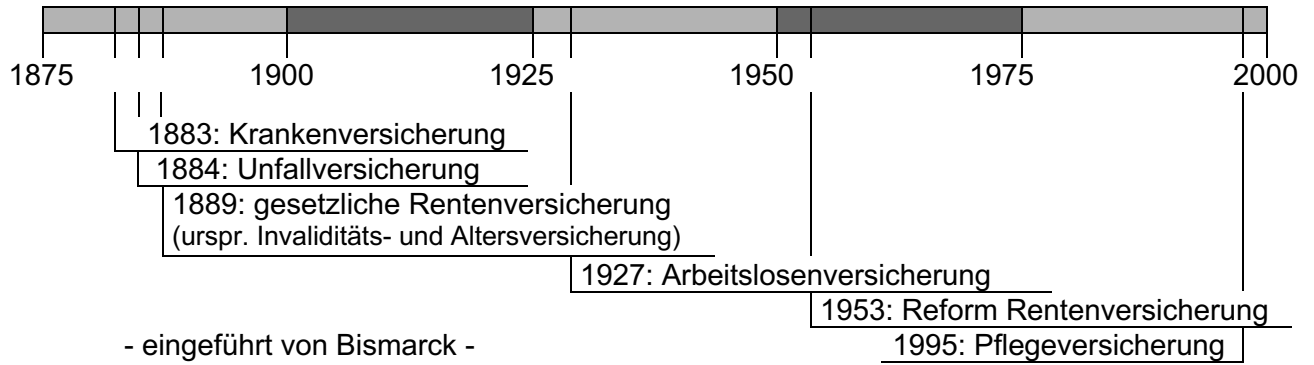 1875 1900 1925 1950 1975 2000
1883: Krankenversicherung
1884: Unfallversicherung
1889: gesetzliche Rentenversicherung
(urspr. Invaliditäts- und Altersversicherung)
1927: Arbeitslosenversicherung
1953: Reform Rentenversicherung
- eingeführt von Bismarck -
1995: Pflegeversicherung